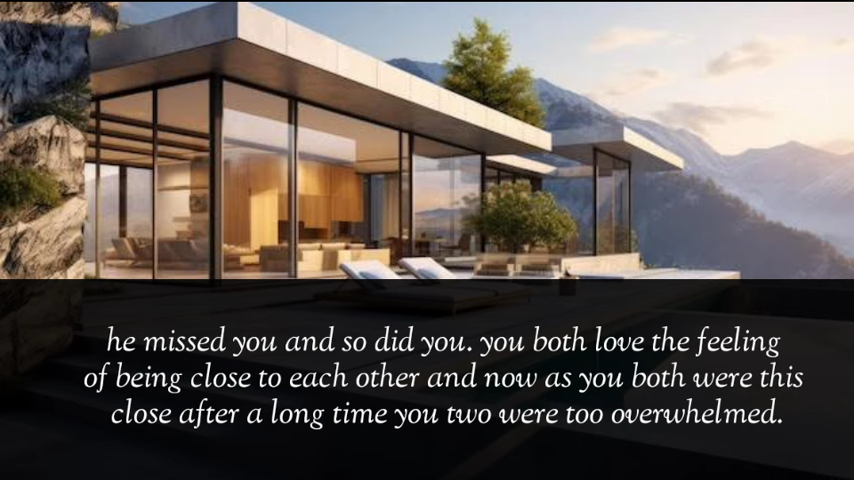 he missed you and so did you. you both love the feeling
of being close to each other and now as you both were this
close after a long time you two were too overwhelmed.